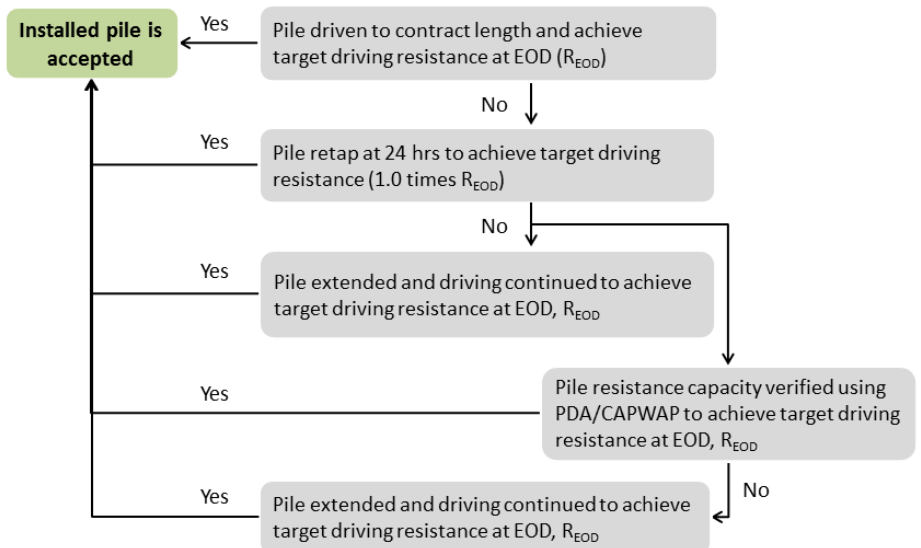 Installed pile is
accepted
Yes
Pile driven to contract length and achieve
target driving resistance at EOD (REOD)
No
Yes
Pile retap at 24 hrs to achieve target driving
resistance (1.0 times REOD)
No
Yes
Pile extended and driving continued to achieve
target driving resistance at EOD, REOD
Yes
Pile resistance capacity verified using
PDA/CAPWAP to achieve target driving
resistance at EOD, REOD
No
Yes
Pile extended and driving continued to achieve
target driving resistance at EOD, REOD